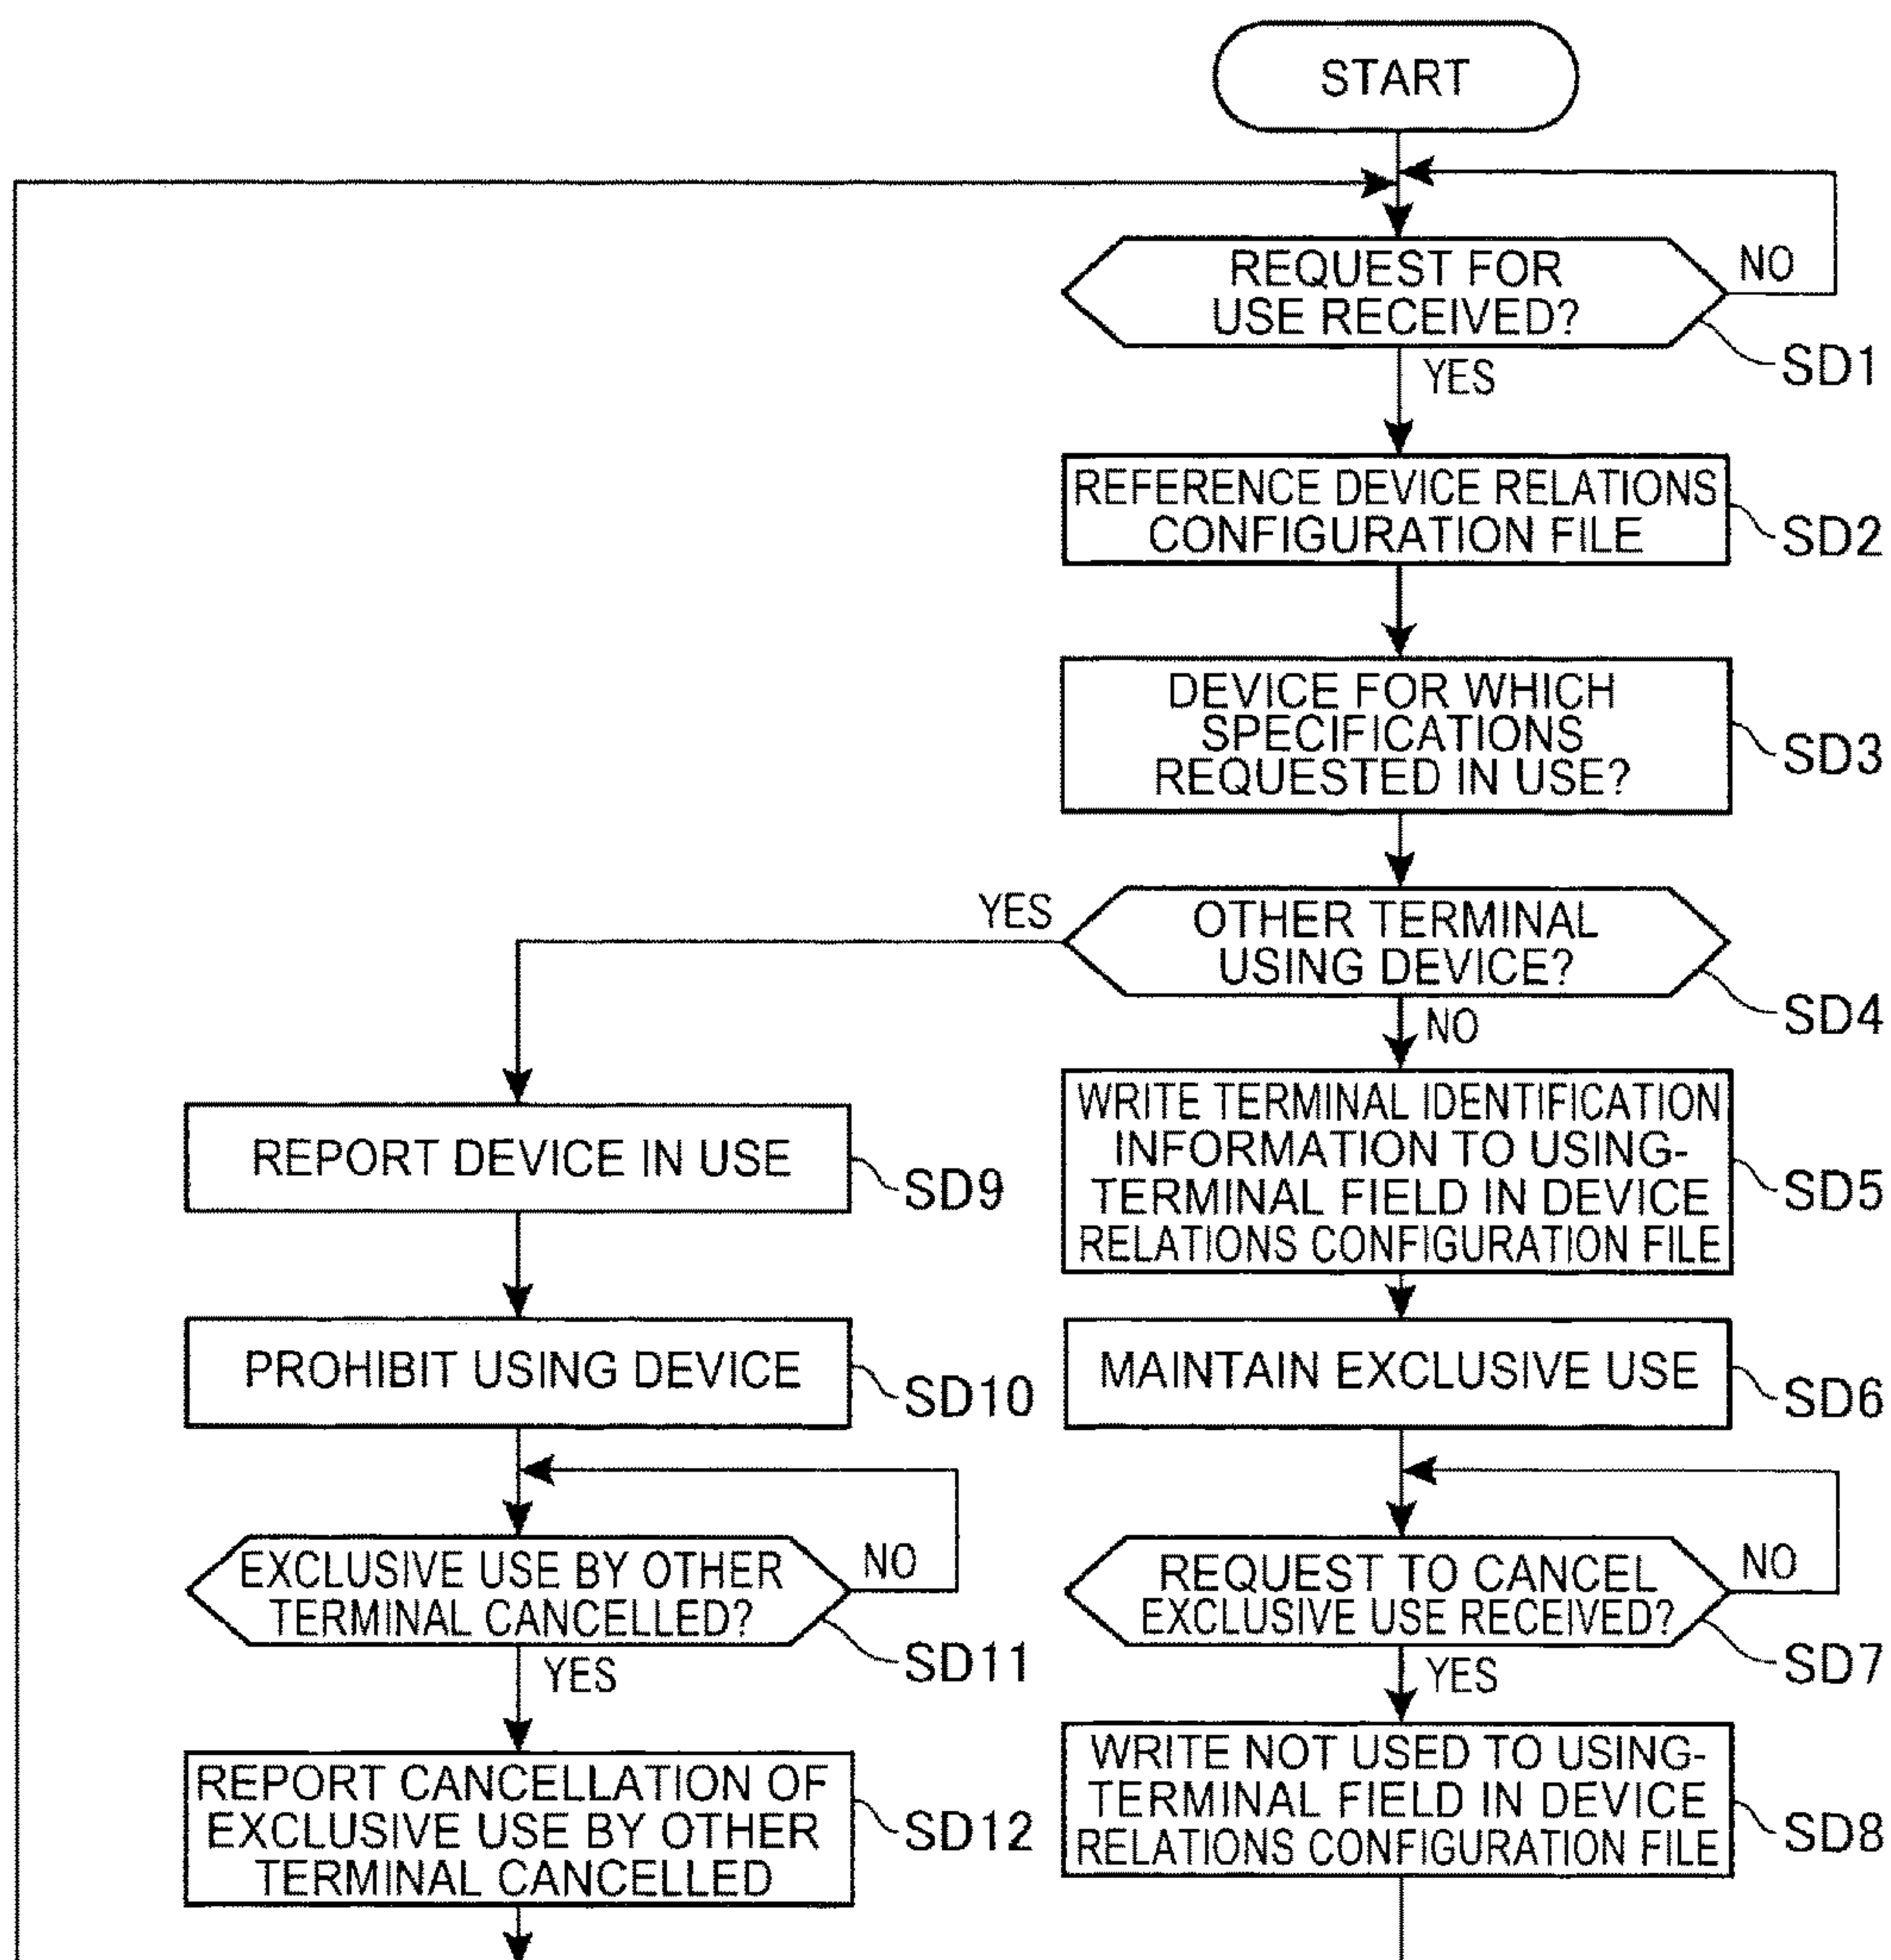 START
REQUEST FOR
USE RECEIVED?
NO
SD1
YES
REFERENCE DEVICE RELATIONS
CONFIGURATION FILE
SD2
DEVICE FOR WHICH
SPECIFICATIONS
REQUESTED IN USE?
SD3
YES
OTHER TERMINAL
USING DEVICE?
SD4
NO
WRITE TERMINAL IDENTIFICATION
INFORMATION TO USING-
TERMINAL FIELD IN DEVICE
RELATIONS CONFIGURATION FILE
SD5
REPORT DEVICE IN USE
SD9
PROHIBIT USING DEVICE
SD10
MAINTAIN EXCLUSIVE USE
SD6
EXCLUSIVE USE BY OTHER
TERMINAL CANCELLED?
NO
SD11
YES
REQUEST TO CANCEL
EXCLUSIVE USE RECEIVED?
NO
SD7
YES
REPORT CANCELLATION OF
EXCLUSIVE USE BY OTHER
TERMINAL CANCELLED
SD12
WRITE NOT USED TO USING-
TERMINAL FIELD IN DEVICE
RELATIONS CONFIGURATION FILE
SD8